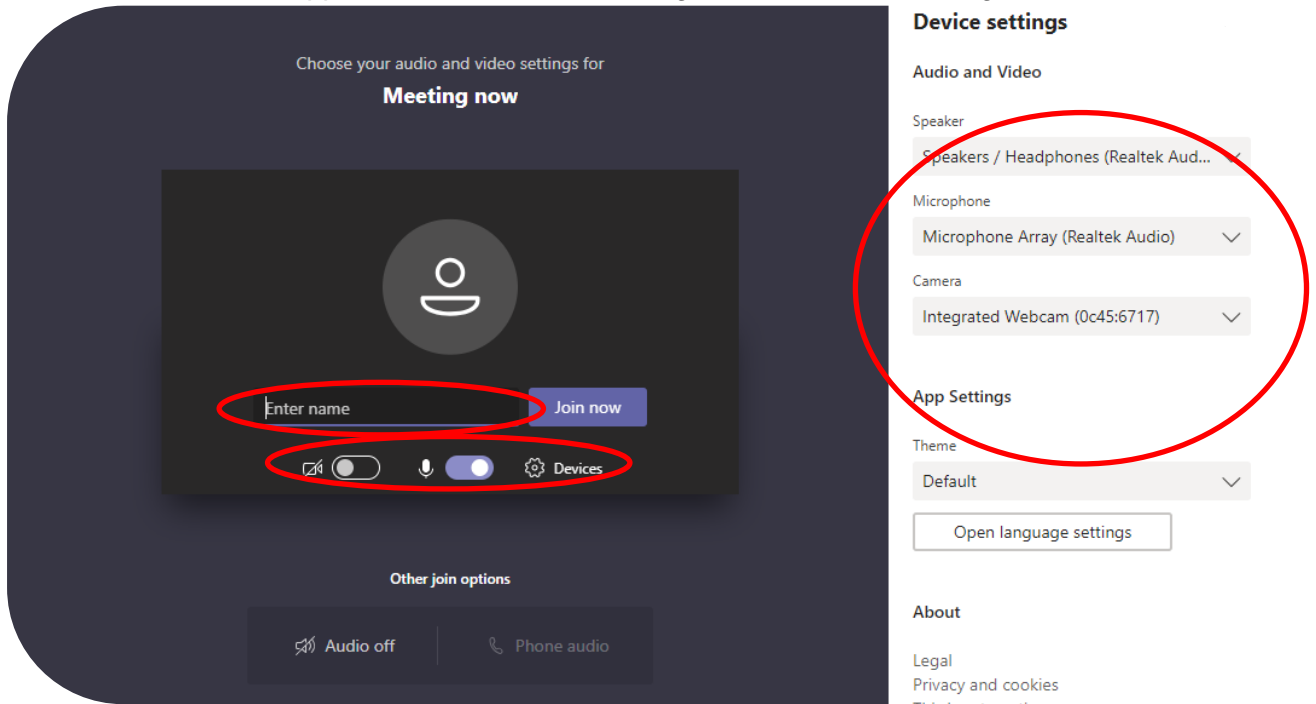 Choose your audio and video settings for
Meeting now
Enter name
Join now
Devices
Other join options
Audio off
Phone audio
Device settings
Audio and Video
Speaker
Speakers / Headphones (Realtek Aud...
Microphone
Microphone Array (Realtek Audio)
Camera
Integrated Webcam (0c45:6717)
App Settings
Theme
Default
Open language settings
About
Legal
Privacy and cookies